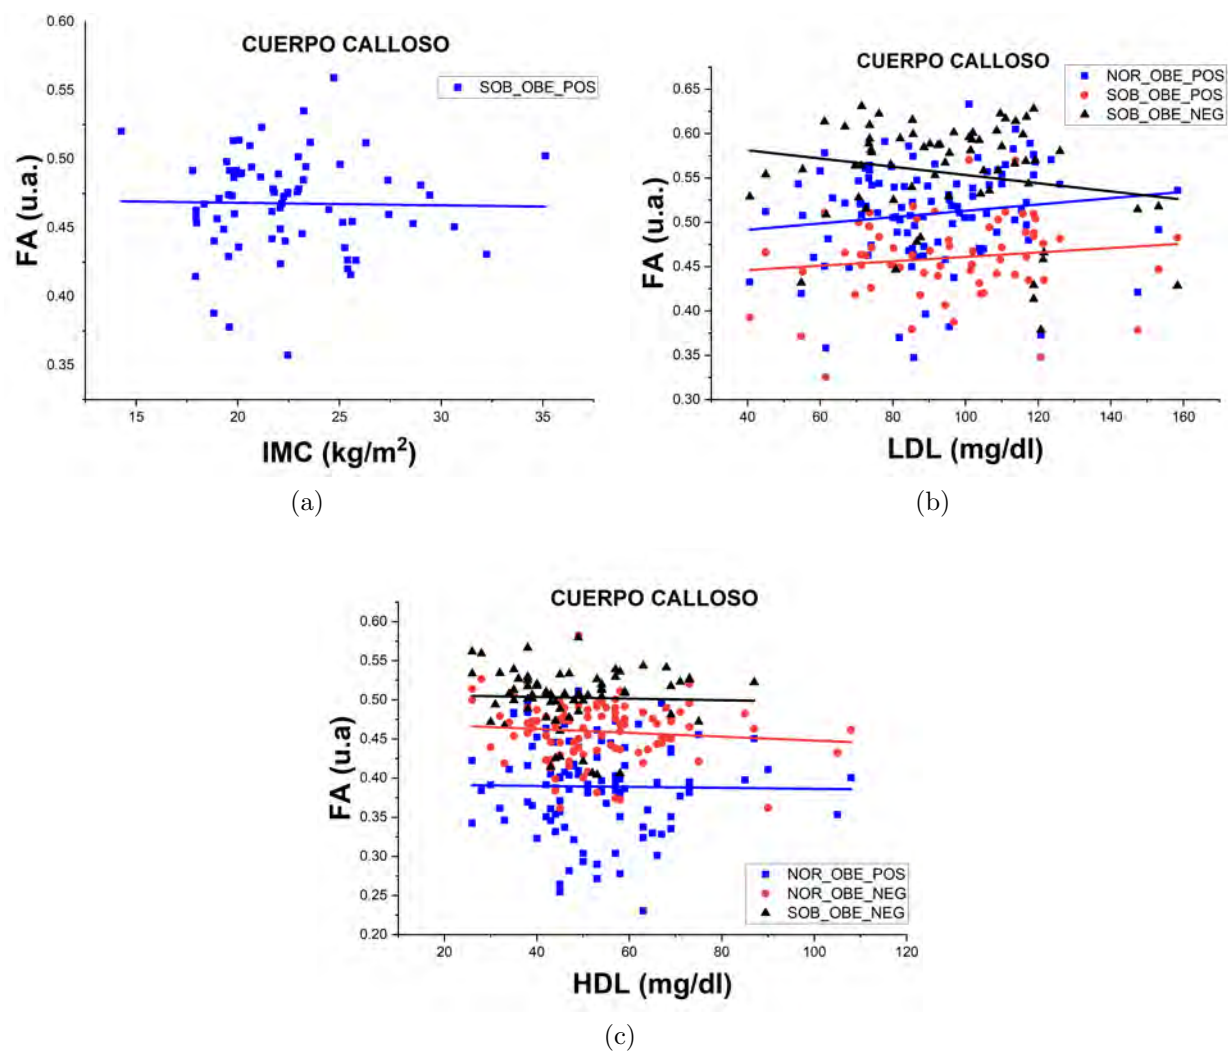 CUERPO CALLOSO
SOB_OBE_POS
FA (u.a.)
0.60
0.55
0.50
0.45
0.40
0.35
15 20 25 30 35
IMC (kg/m²)
(a)
CUERPO CALLOSO
NOR_OBE_POS
SOB_OBE_POS
SOB_OBE_NEG
FA (u.a.)
0.65
0.60
0.55
0.50
0.45
0.40
0.35
0.30
40 60 80 100 120 140 160
LDL (mg/dl)
(b)
CUERPO CALLOSO
FA (u.a)
0.60
0.55
0.50
0.45
0.40
0.35
0.30
0.25
0.20
NOR_OBE_POS
NOR_OBE_NEG
SOB_OBE_NEG
20 40 60 80 100 120
HDL (mg/dl)
(c)